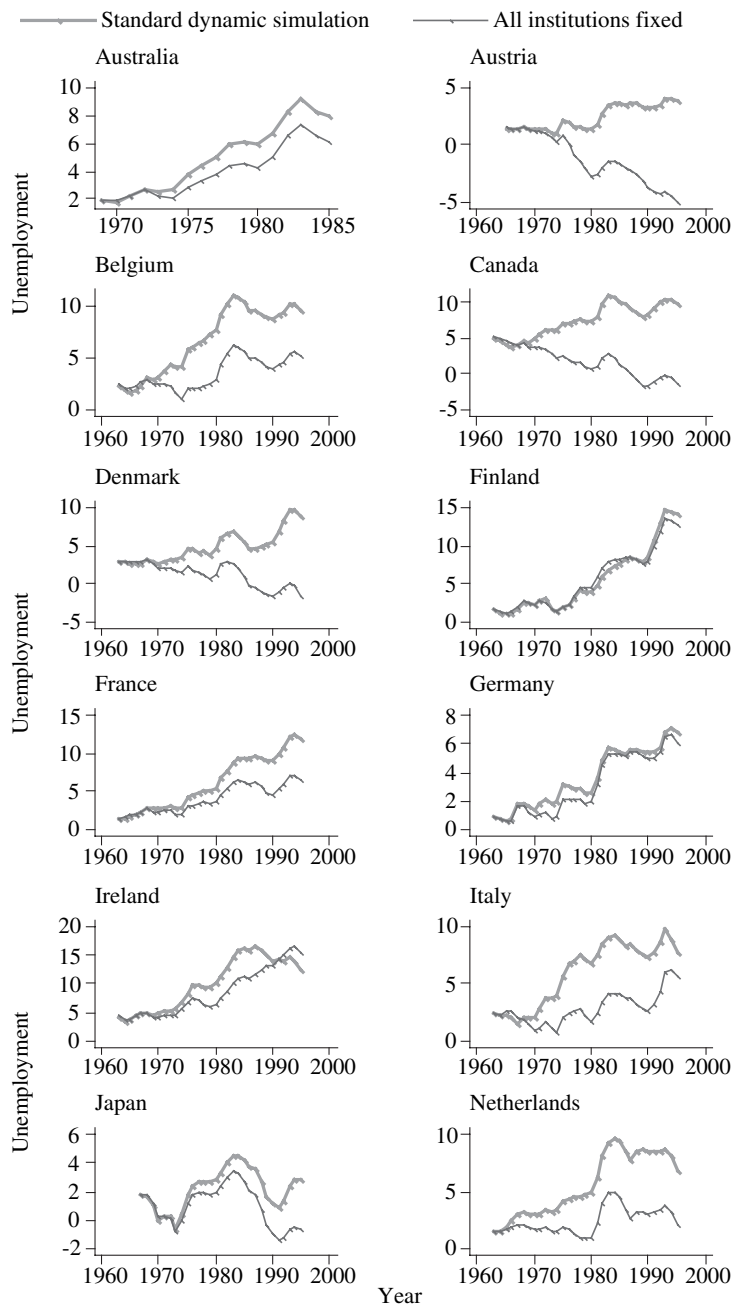 Standard dynamic simulation All institutions fixed
Australia Austria
10 5
8
6 0
4
2 -5
1970 1975 1980 1985 1960 1970 1980 1990 2000
Unemployment
Belgium Canada
10 10
5 5
0
0 -5
1960 1970 1980 1990 2000 1960 1970 1980 1990 2000
Denmark Finland
10 15
5 10
0 5
-5 0
1960 1970 1980 1990 2000 1960 1970 1980 1990 2000
Unemployment
France Germany
15 8
10 6
4
5 2
0 0
1960 1970 1980 1990 2000 1960 1970 1980 1990 2000
Ireland Italy
20 10
15
10 5
5
0 0
1960 1970 1980 1990 2000 1960 1970 1980 1990 2000
Unemployment
Japan Netherlands
6 10
4
2 5
0
-2 0
1960 1970 1980 1990 2000 1960 1970 1980 1990 2000
Year